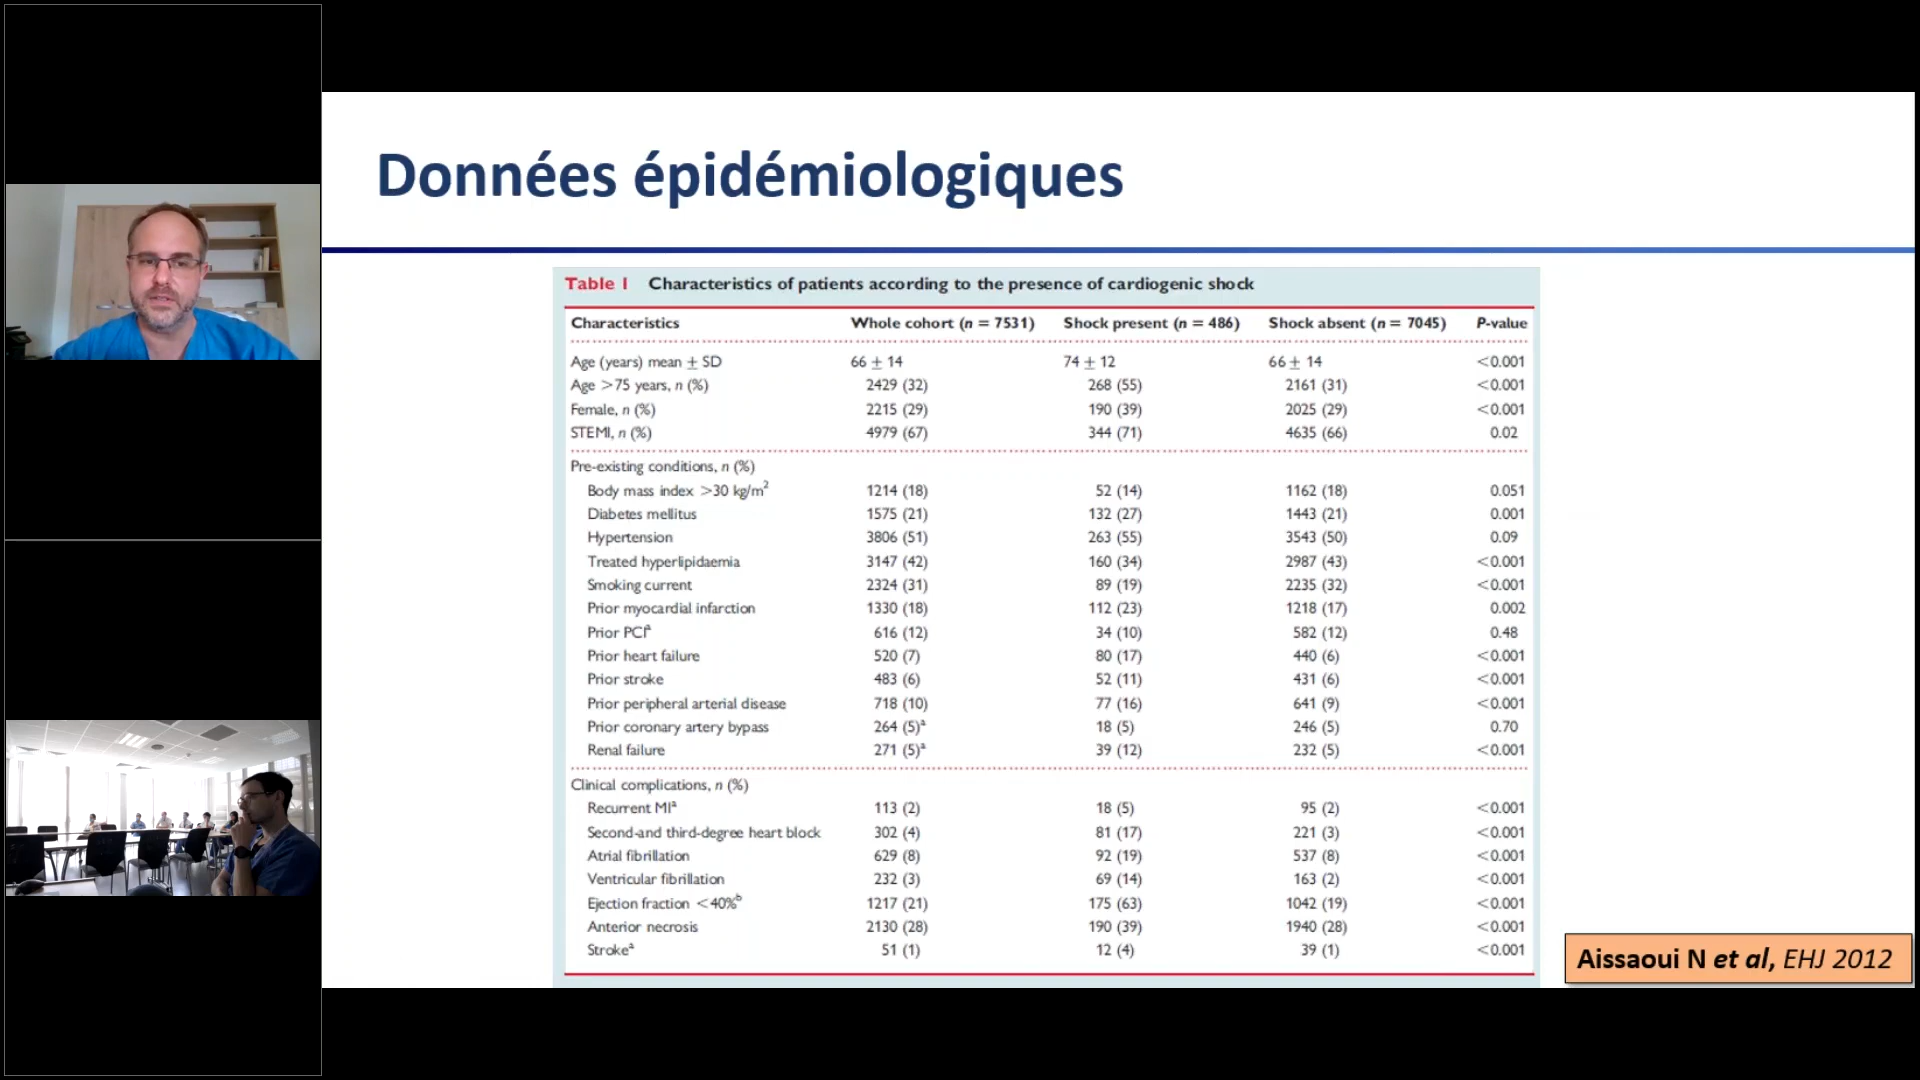 Données épidémiologiques
Table 1 Characteristics of patients according to the presence of cardiogenic shock
Characteristics Whole cohort (n = 7531) Shock present (n = 486) Shock absent (n = 7045) P-value
Age (years) mean ± SD 66 ± 14 74 ± 12 66 ± 14 <0.001
Age >75 years, n (%) 2429 (32) 268 (55) 2161 (31) <0.001
Female, n (%) 2215 (29) 190 (39) 2025 (29) <0.001
STEMI, n (%) 4979 (67) 344 (71) 4635 (66) 0.02
Pre-existing conditions, n (%)
Body mass index >30 kg/m² 1214 (18) 52 (14) 1162 (18) 0.051
Diabetes mellitus 1575 (21) 132 (27) 1443 (21) 0.001
Hypertension 3806 (51) 263 (55) 3543 (50) 0.09
Treated hyperlipidaemia 3147 (42) 160 (34) 2987 (43) <0.001
Smoking current 2324 (31) 89 (19) 2235 (32) <0.001
Prior myocardial infarction 1330 (18) 112 (23) 1218 (17) 0.002
Prior PCIᵃ 616 (12) 34 (10) 582 (12) 0.48
Prior heart failure 520 (7) 80 (17) 440 (6) <0.001
Prior stroke 483 (6) 52 (11) 431 (6) <0.001
Prior peripheral arterial disease 718 (10) 77 (16) 641 (9) <0.001
Prior coronary artery bypass 264 (5)ᵃ 18 (5) 246 (5) 0.70
Renal failure 271 (5)ᵃ 39 (12) 232 (5) <0.001
Clinical complications, n (%)
Recurrent MIᵃ 113 (2) 18 (5) 95 (2) <0.001
Second-and third-degree heart block 302 (4) 81 (17) 221 (3) <0.001
Atrial fibrillation 629 (8) 92 (19) 537 (8) <0.001
Ventricular fibrillation 232 (3) 69 (14) 163 (2) <0.001
Ejection fraction <40%ᵇ 1217 (21) 175 (63) 1042 (19) <0.001
Anterior necrosis 2130 (28) 190 (39) 1940 (28) <0.001
Strokeᵃ 51 (1) 12 (4) 39 (1) <0.001
Aissaoui N et al, EHJ 2012